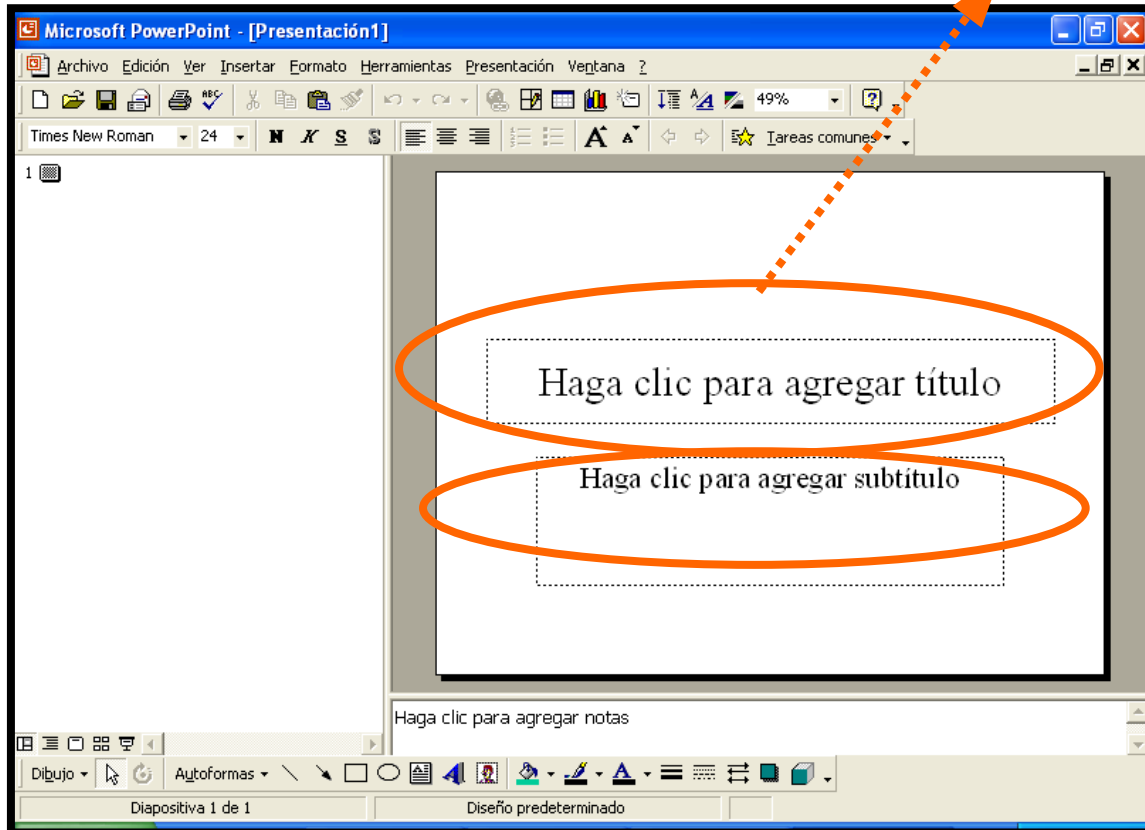 Microsoft PowerPoint - [Presentación1]
Archivo Edición Ver Insertar Formato Herramientas Presentación Ventana ?
ABC 49% ?
Times New Roman 24 N K S S A A Tareas comunes
1
Haga clic para agregar título
Haga clic para agregar subtítulo
Haga clic para agregar notas
Dibujo Autoformas A
Diapositiva 1 de 1 Diseño predeterminado